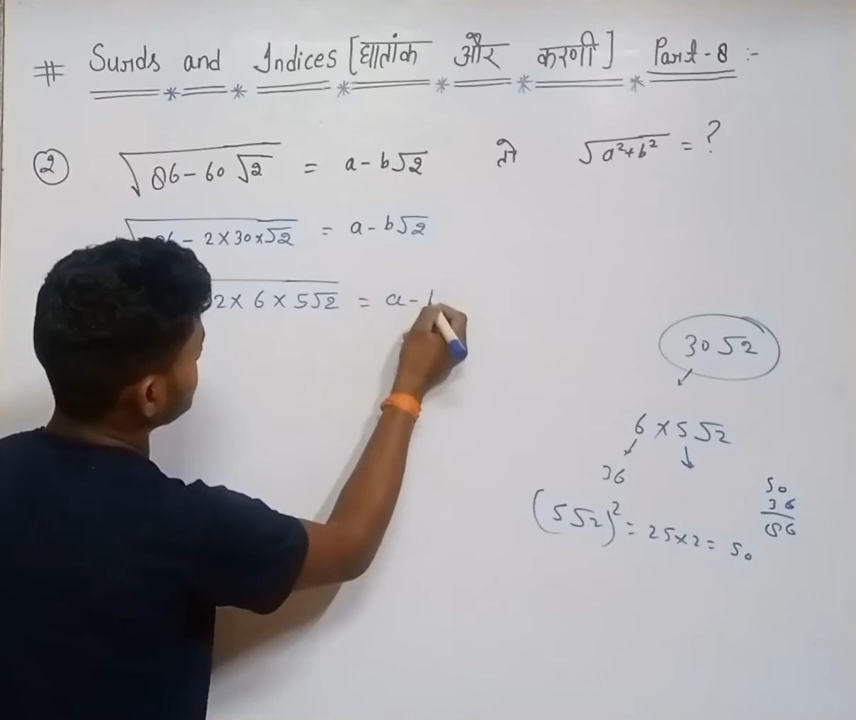 # Surds and Indices [घातांक और करणी] - Part-8 :-
② √(86-60√2) = a-b√2 तो √(a²+b²) = ?
- 2×30×√2 = a-b√2
2× 6 × 5√2 = a-
30√2
6×5√2
36
(5√2)² = 25×2 = 50
50
36
86